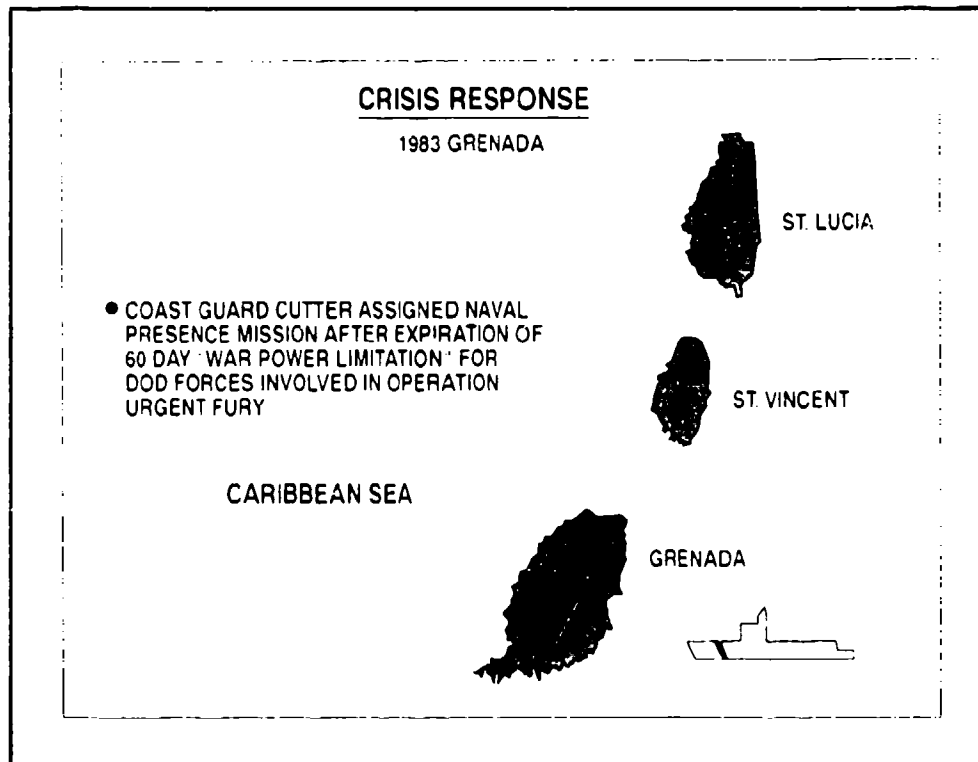 CRISIS RESPONSE
1983 GRENADA
ST. LUCIA
● COAST GUARD CUTTER ASSIGNED NAVAL
PRESENCE MISSION AFTER EXPIRATION OF
60 DAY "WAR POWER LIMITATION" FOR
DOD FORCES INVOLVED IN OPERATION
URGENT FURY
ST. VINCENT
CARIBBEAN SEA
GRENADA